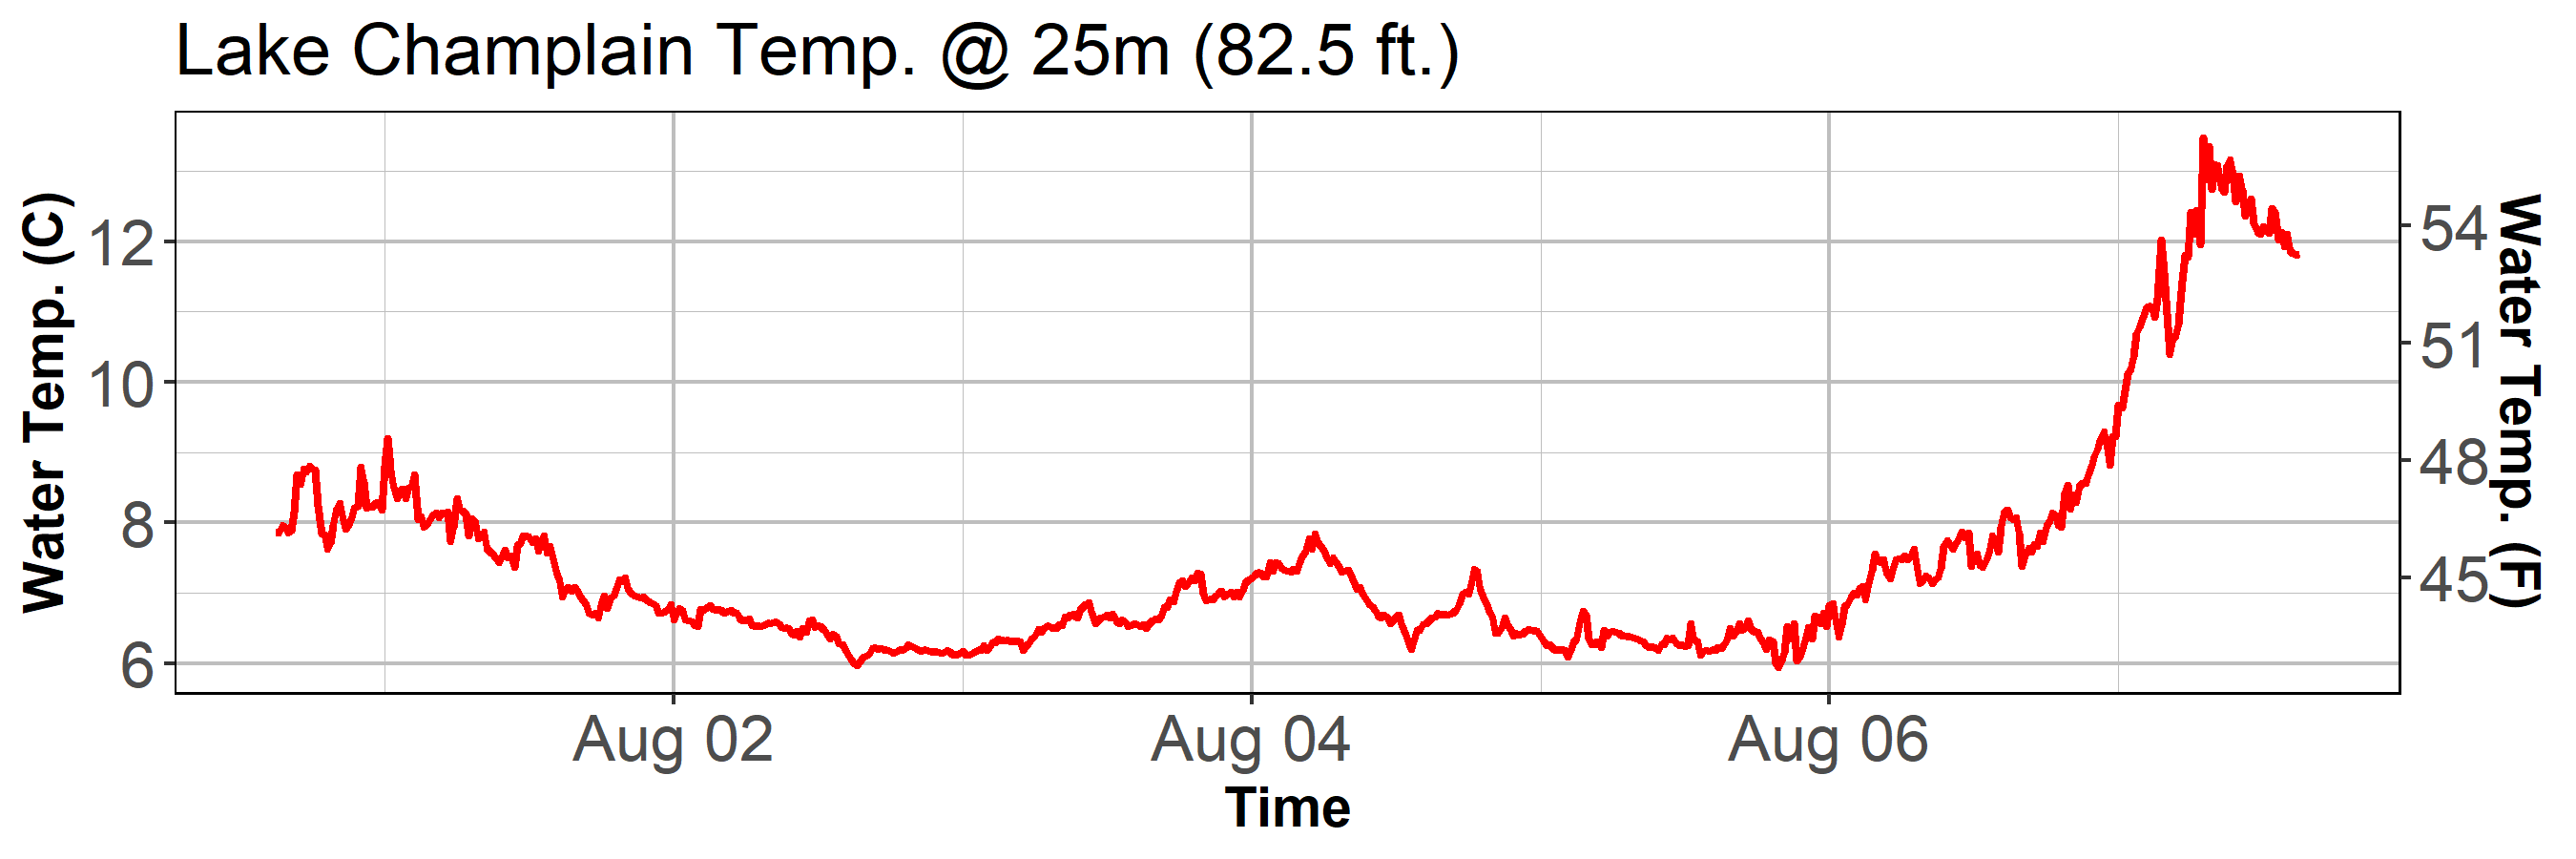 Lake Champlain Temp. @ 25m (82.5 ft.)
Water Temp. (C)
12
10
8
6
54
51
48
45
Water Temp. (F)
Aug 02
Aug 04
Aug 06
Time